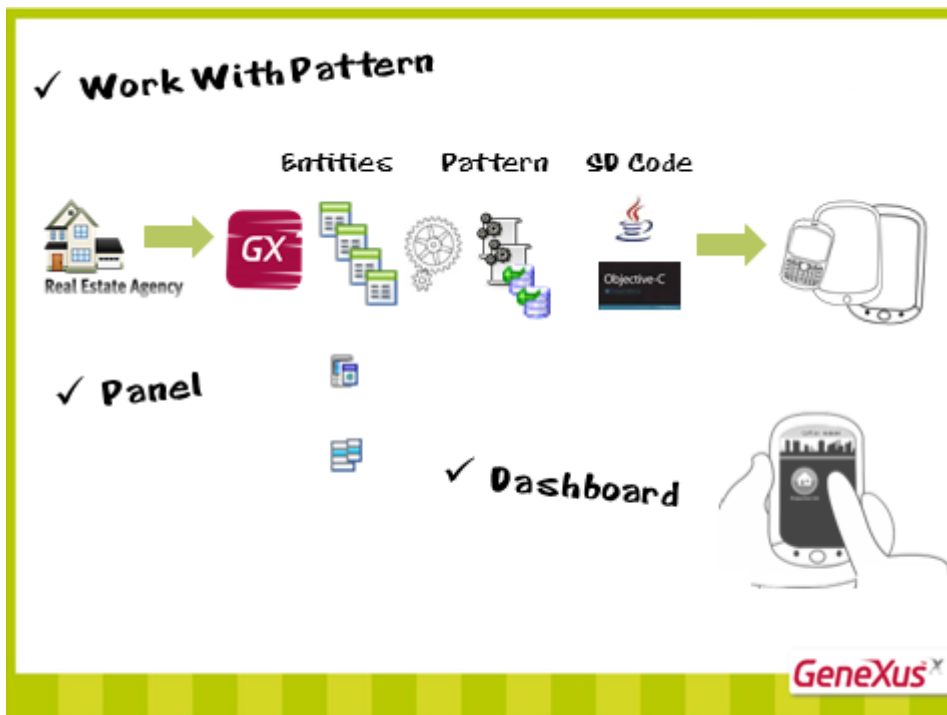 ✓ Work With Pattern
Entities Pattern SD Code
GX
Objective-C
Real Estate Agency
✓ Panel
✓ Dashboard
GeneXus X